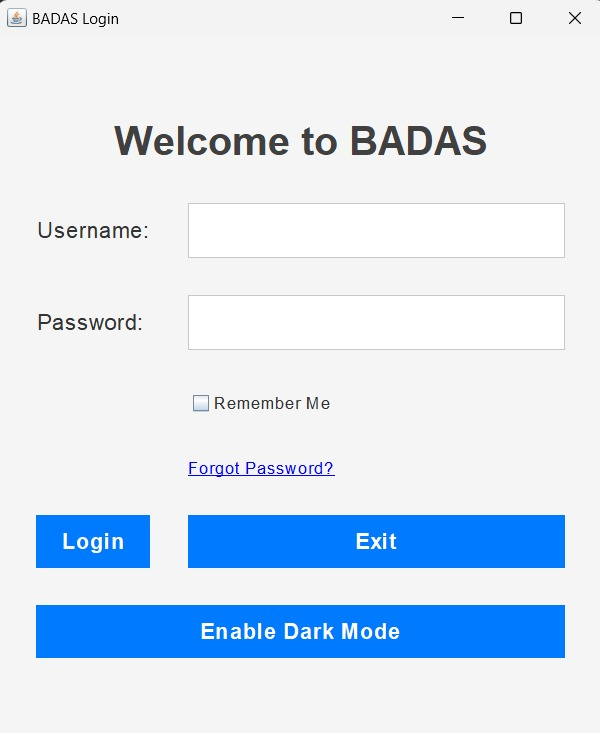 BADAS Login
Welcome to BADAS
Username:
Password:
Remember Me
Forgot Password?
Login Exit
Enable Dark Mode